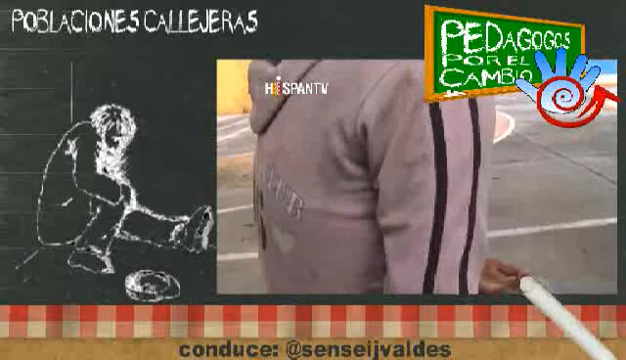 POBLACIONES CALLEJERAS
PEDAGOGOS
POR EL
CAMBIO
HISPANTV
conduce: @senseijvaldes